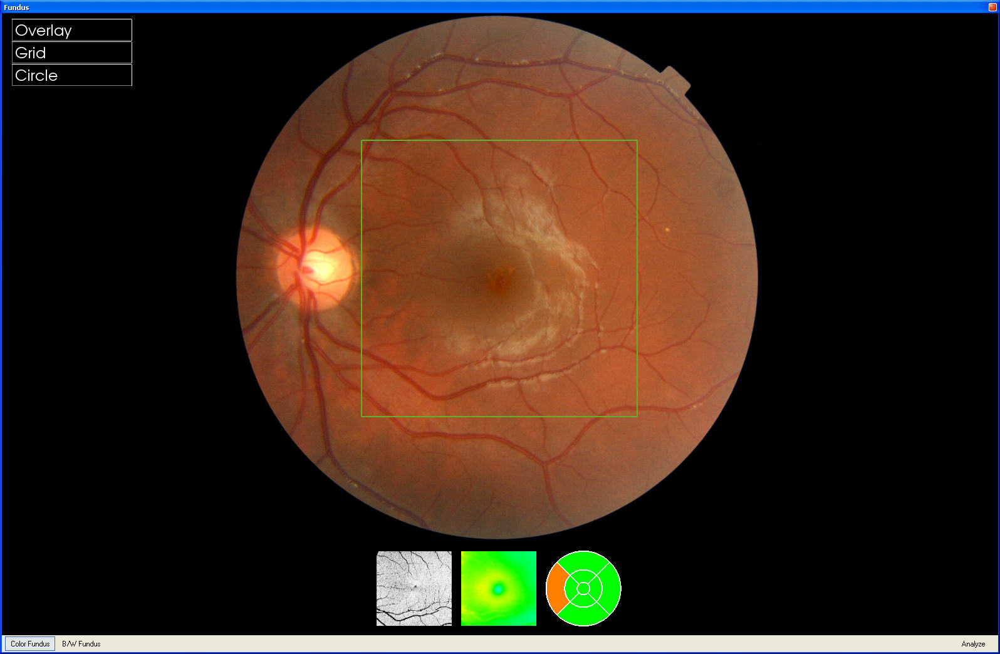 Fundus
Overlay
Grid
Circle
Color Fundus
B/W Fundus
Analyze